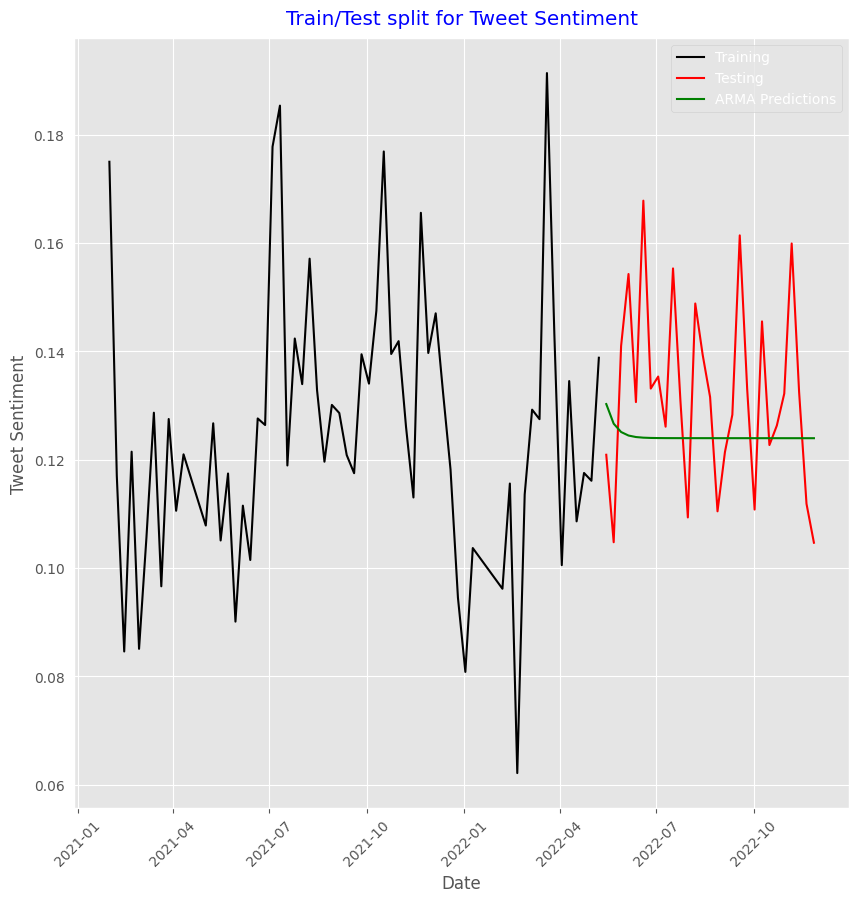 Train/Test split for Tweet Sentiment
Training
Testing
ARMA Predictions
Tweet Sentiment
0.18
0.16
0.14
0.12
0.10
0.08
0.06
2021-01
2021-04
2021-07
2021-10
2022-01
2022-04
2022-07
2022-10
Date